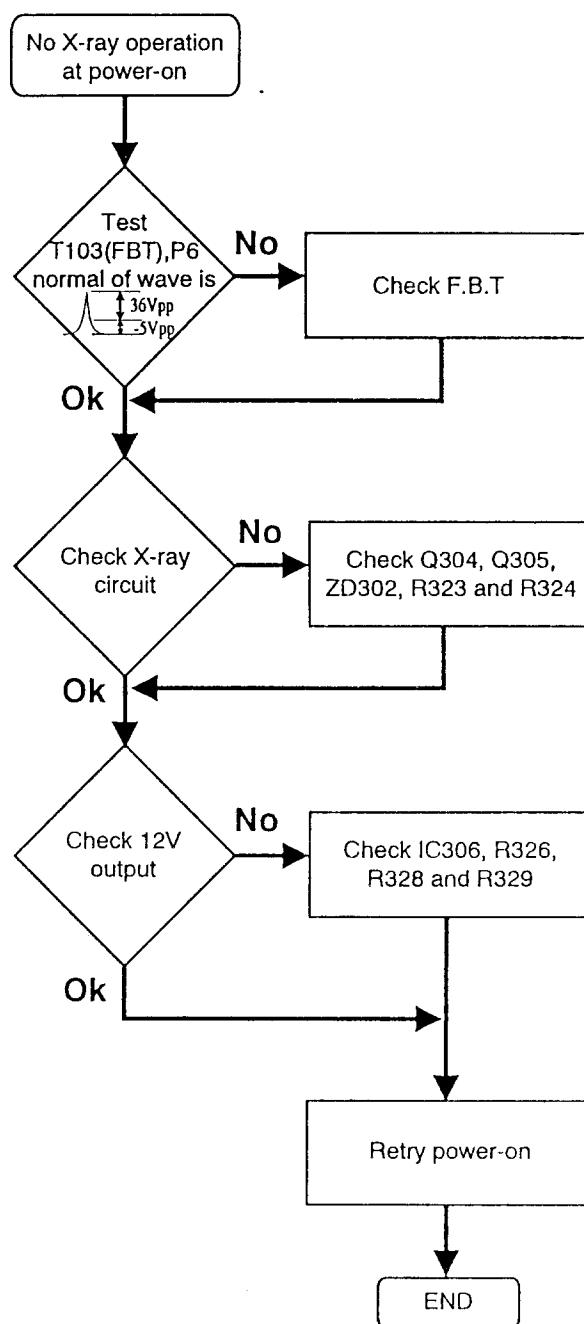 No X-ray operation
at power-on
Test
T103(FBT),P6
normal of wave is
36Vpp
-5Vpp
No
Check F.B.T
Ok
Check X-ray
circuit
No
Check Q304, Q305,
ZD302, R323 and R324
Ok
Check 12V
output
No
Check IC306, R326,
R328 and R329
Ok
Retry power-on
END